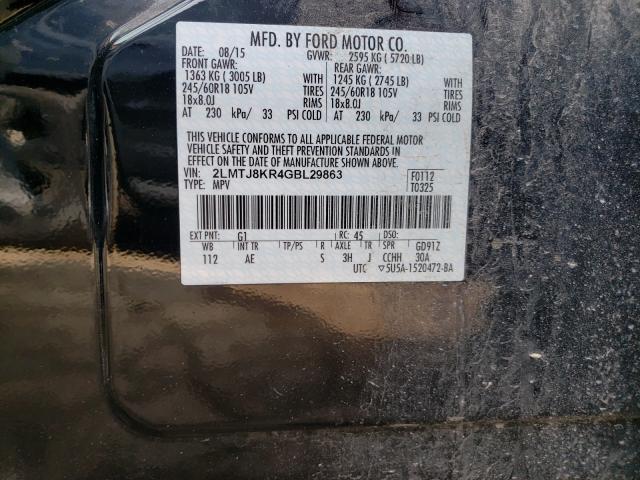 MFD. BY FORD MOTOR CO.
DATE: 08/15 GVWR: 2595 KG ( 5720 LB)
FRONT GAWR: REAR GAWR:
1363 KG ( 3005 LB) 1245 KG ( 2745 LB)
245/60R18 105V TIRES 245/60R18 105V TIRES
18x8.0J RIMS 18x8.0J RIMS
AT 230 kPa/ 33 PSI COLD AT 230 kPa/ 33 PSI COLD
THIS VEHICLE CONFORMS TO ALL APPLICABLE FEDERAL MOTOR
VEHICLE SAFETY AND THEFT PREVENTION STANDARDS IN
EFFECT ON THE DATE OF MANUFACTURE SHOWN ABOVE.
VIN: 2LMTJ8KR4GBL29863 F0112
TYPE: MPV T0325
EXT PNT: G1 RC: 45 DSO:
WB INT TR TP/PS R AXLE TR SPR GD91Z
112 AE S 3H J CCHH 30A
UTC ▽5U5A-1520472-BA